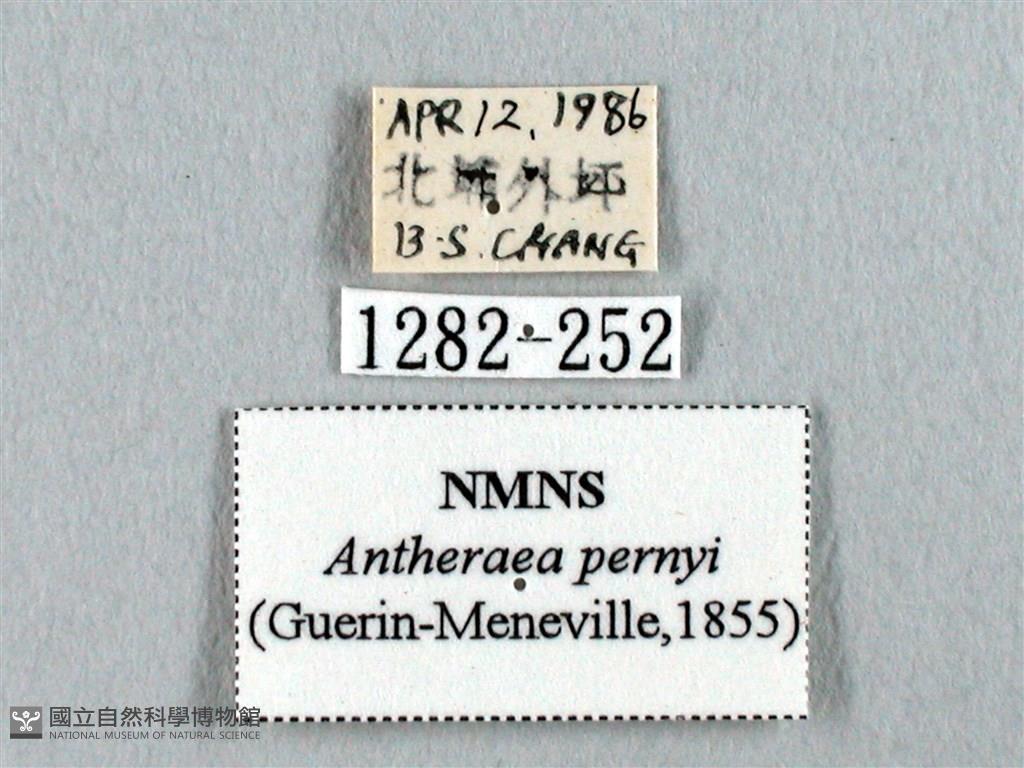 APR 12, 1986
北埔外坪
B.S. CHANG
1282-252
NMNS
Antheraea pernyi
(Guerin-Meneville,1855)
國立自然科學博物館
NATIONAL MUSEUM OF NATURAL SCIENCE